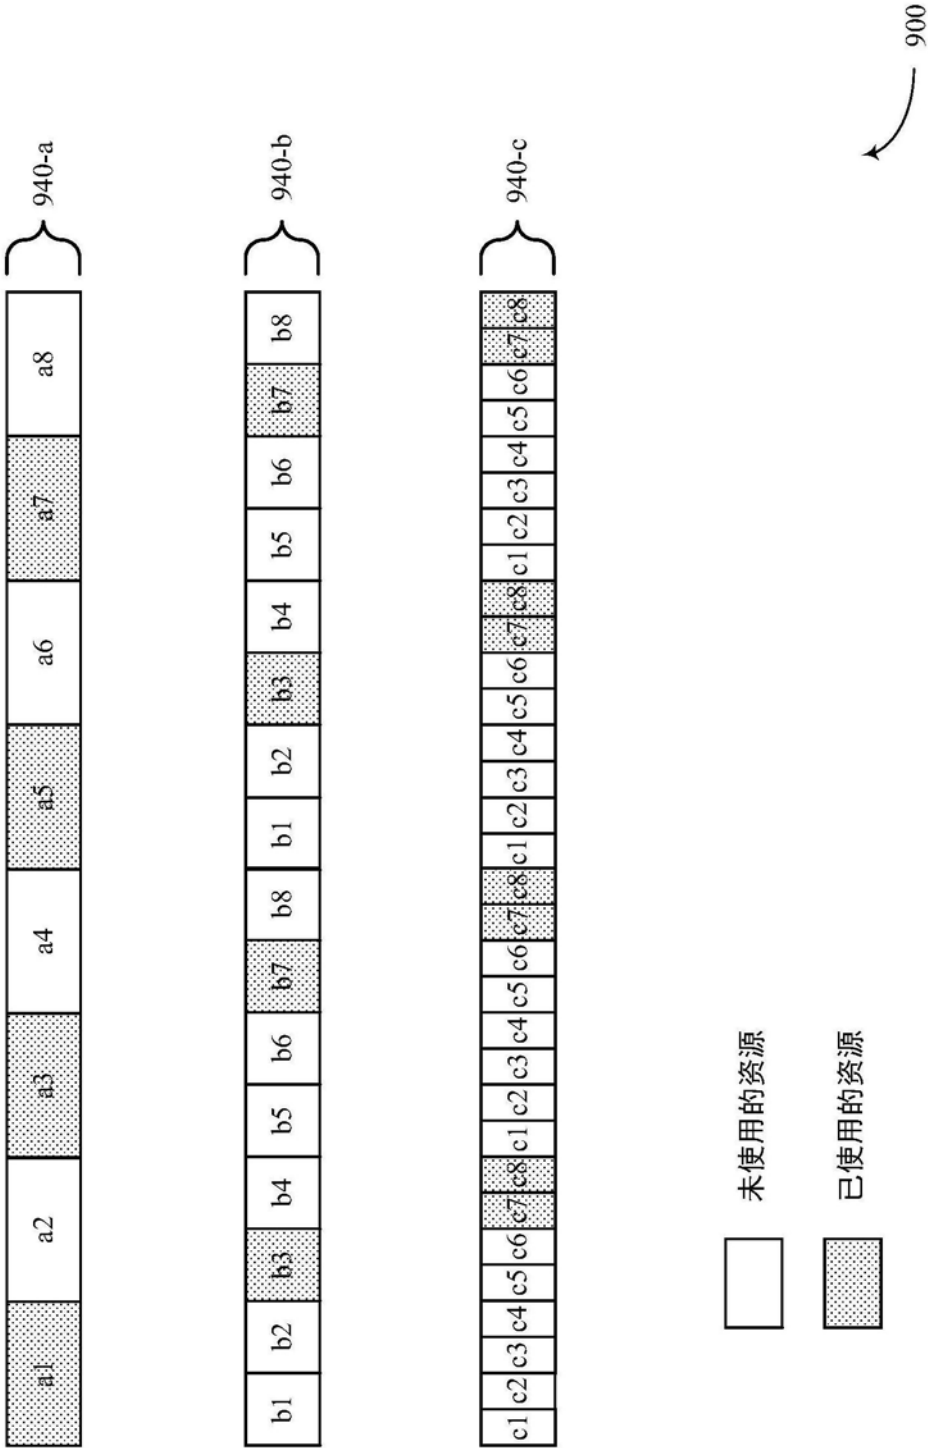 900
a1 a2 a3 a4 a5 a6 a7 a8
940-a
b1 b2 b3 b4 b5 b6 b7 b8 b1 b2 b3 b4 b5 b6 b7 b8
940-b
c1 c2 c3 c4 c5 c6 c7 c8 c1 c2 c3 c4 c5 c6 c7 c8 c1 c2 c3 c4 c5 c6 c7 c8 c1 c2 c3 c4 c5 c6 c7 c8
940-c
未使用的资源
已使用的资源